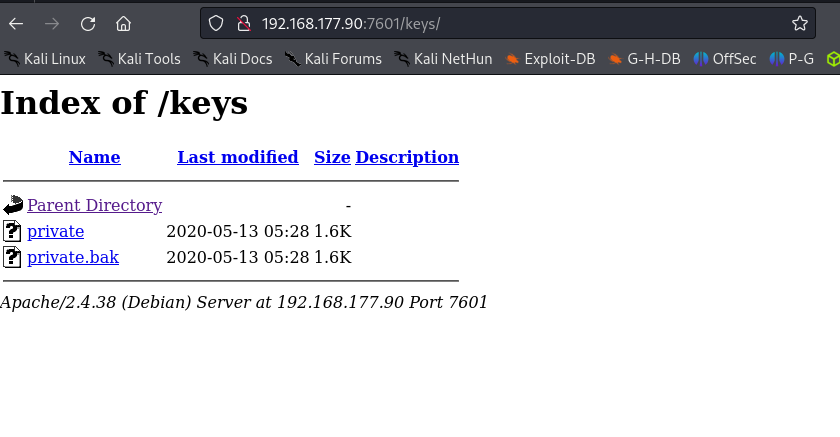 192.168.177.90:7601/keys/
Kali Linux Kali Tools Kali Docs Kali Forums Kali NetHun Exploit-DB G-H-DB OffSec P-G
Index of /keys
Name Last modified Size Description
Parent Directory -
private 2020-05-13 05:28 1.6K
private.bak 2020-05-13 05:28 1.6K
Apache/2.4.38 (Debian) Server at 192.168.177.90 Port 7601